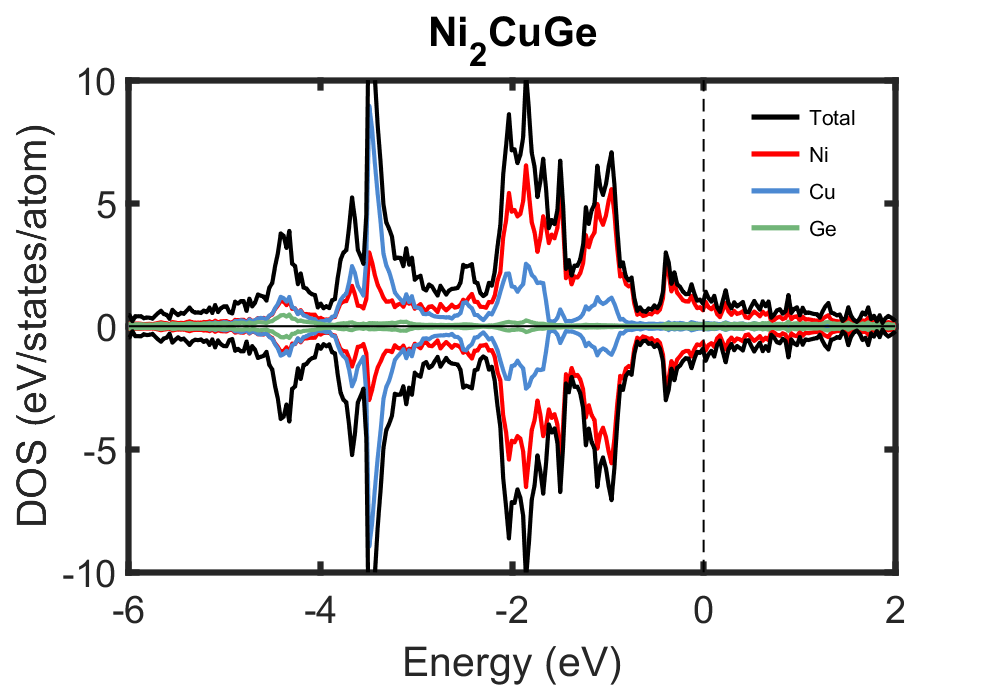 Ni2CuGe
DOS (eV/states/atom)
10
5
0
-5
-10
Total
Ni
Cu
Ge
-6 -4 -2 0 2
Energy (eV)